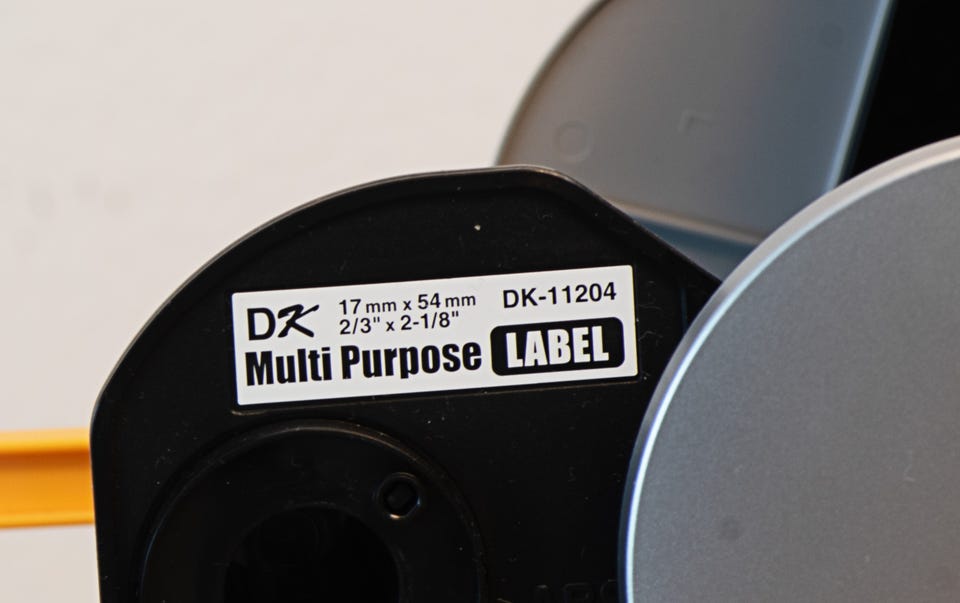 DK 17 mm x 54 mm DK-11204
2/3" x 2-1/8"
Multi Purpose LABEL